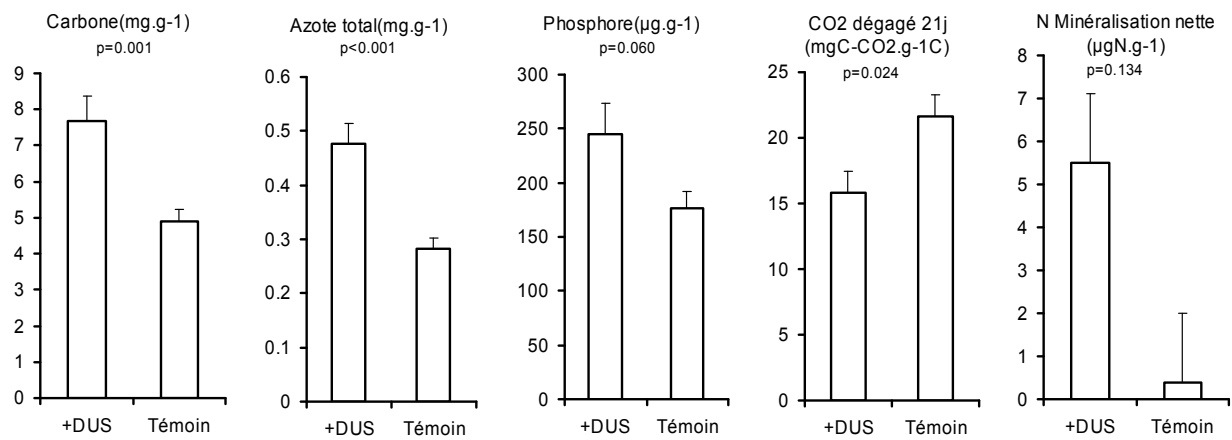 Carbone(mg.g-1)
p=0.001
9
8
7
6
5
4
3
2
1
0
+DUS Témoin
Azote total(mg.g-1)
p<0.001
0.6
0.5
0.4
0.3
0.2
0.1
0
+DUS Témoin
Phosphore(µg.g-1)
p=0.060
300
250
200
150
100
50
0
+DUS Témoin
CO2 dégagé 21j
(mgC-CO2.g-1C)
p=0.024
25
20
15
10
5
0
+DUS Témoin
N Minéralisation nette
(µgN.g-1)
p=0.134
8
7
6
5
4
3
2
1
0
+DUS Témoin